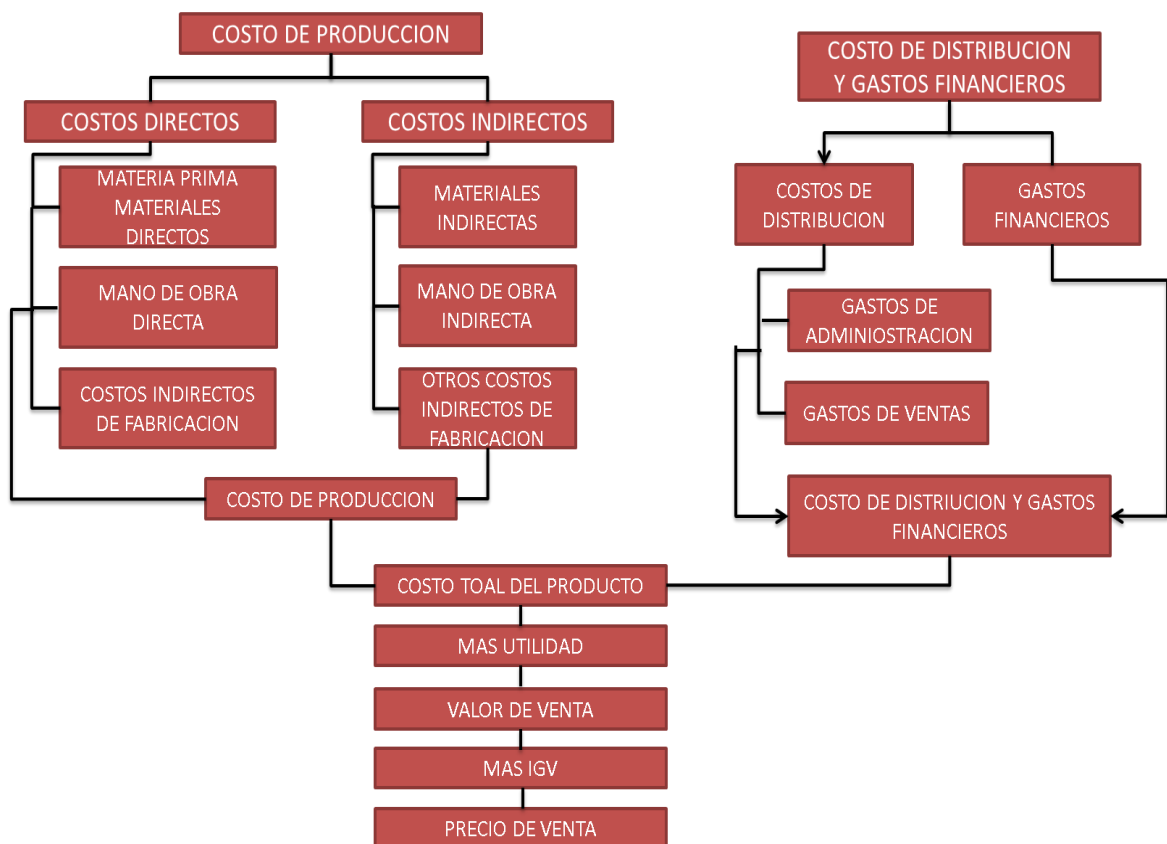 COSTO DE PRODUCCION
COSTOS DIRECTOS
MATERIA PRIMA
MATERIALES
DIRECTOS
MANO DE OBRA
DIRECTA
COSTOS INDIRECTOS
DE FABRICACION
COSTOS INDIRECTOS
MATERIALES
INDIRECTAS
MANO DE OBRA
INDIRECTA
OTROS COSTOS
INDIRECTOS DE
FABRICACION
COSTO DE PRODUCCION
COSTO DE DISTRIBUCION
Y GASTOS FINANCIEROS
COSTOS DE
DISTRIBUCION
GASTOS
FINANCIEROS
GASTOS DE
ADMINIOSTRACION
GASTOS DE VENTAS
COSTO DE DISTRIUCION Y GASTOS
FINANCIEROS
COSTO TOAL DEL PRODUCTO
MAS UTILIDAD
VALOR DE VENTA
MAS IGV
PRECIO DE VENTA